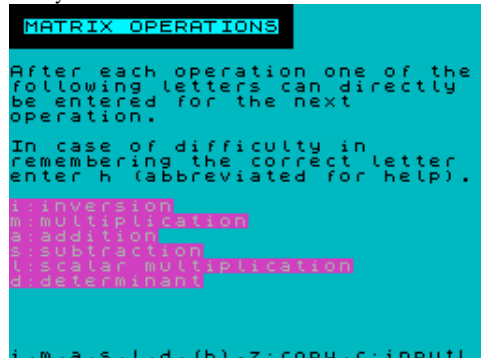 MATRIX OPERATIONS
After each operation one of the
following letters can directly
be entered for the next
operation.
In case of difficulty in
remembering the correct letter
enter h (abbreviated for help).
i:inversion
m:multiplication
a:addition
s:subtraction
l:scalar multiplication
d:determinant
i,m,a,s,l,d,(h),z:copy,c:input